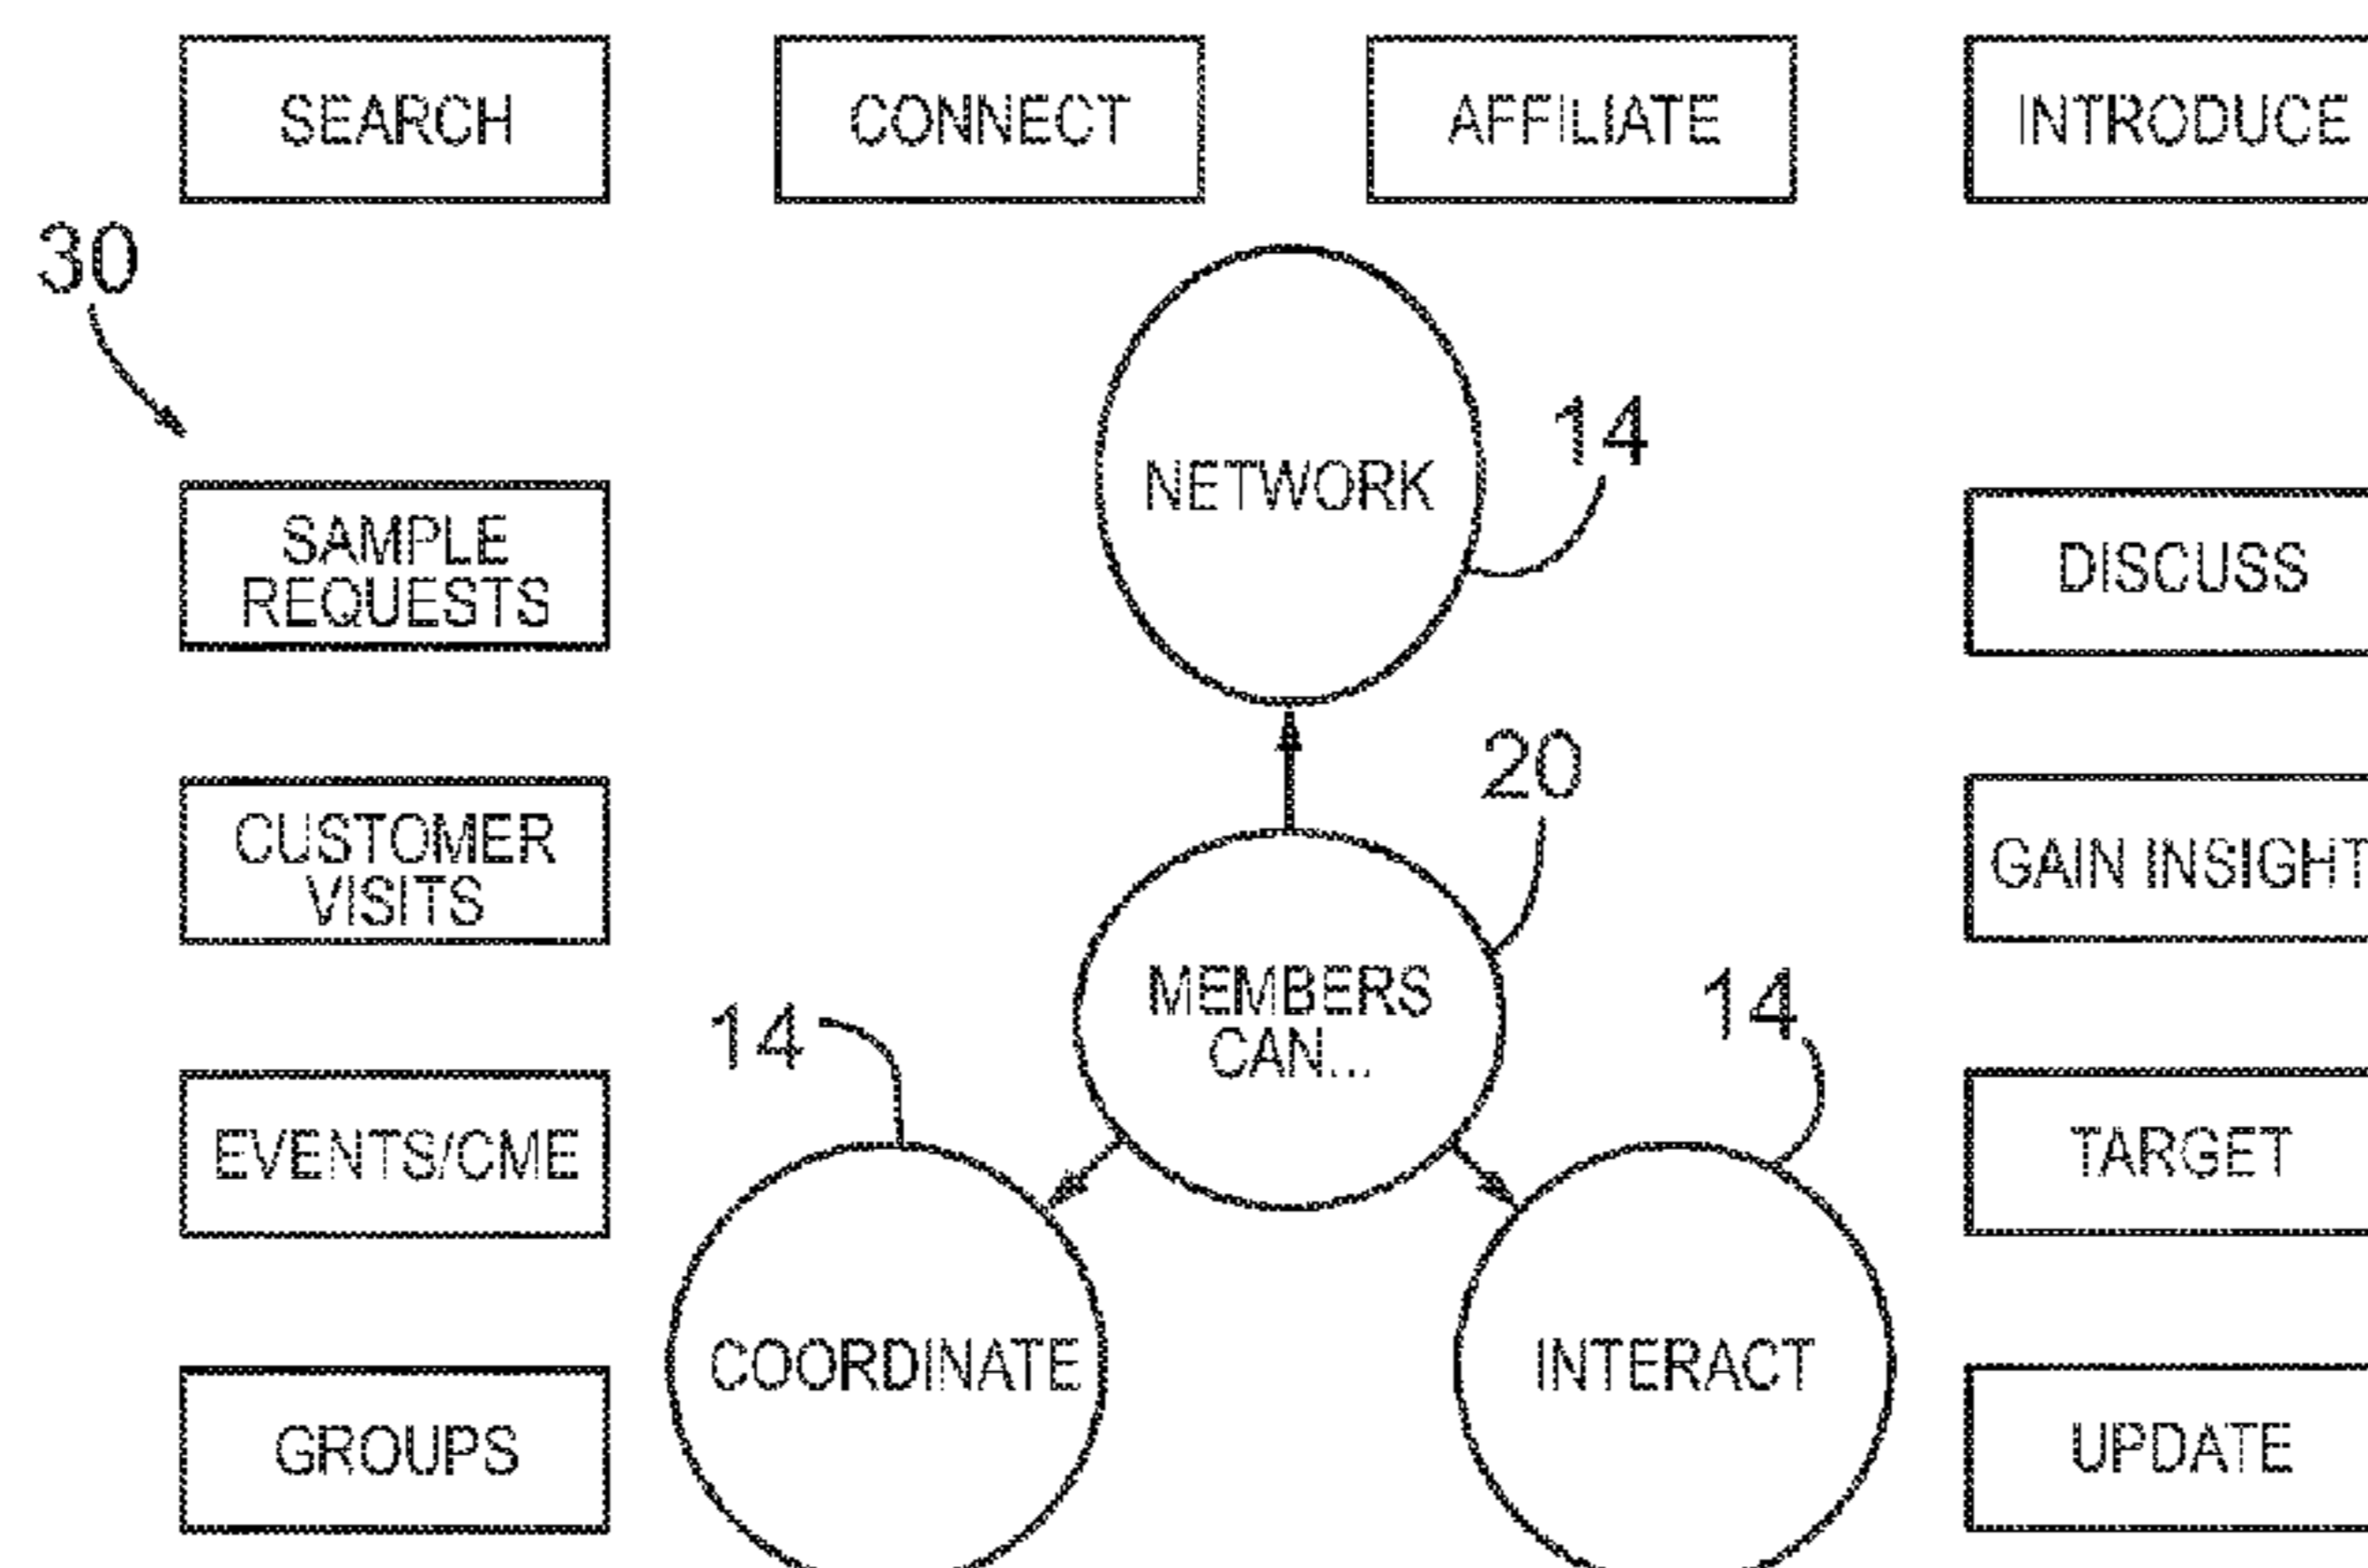 SEARCH
CONNECT
AFFILIATE
INTRODUCE
30
14
NETWORK
SAMPLE
REQUESTS
DISCUSS
20
CUSTOMER
VISITS
GAIN INSIGHT
MEMBERS
CAN...
14
14
EVENTS/CME
TARGET
COORDINATE
INTERACT
GROUPS
UPDATE